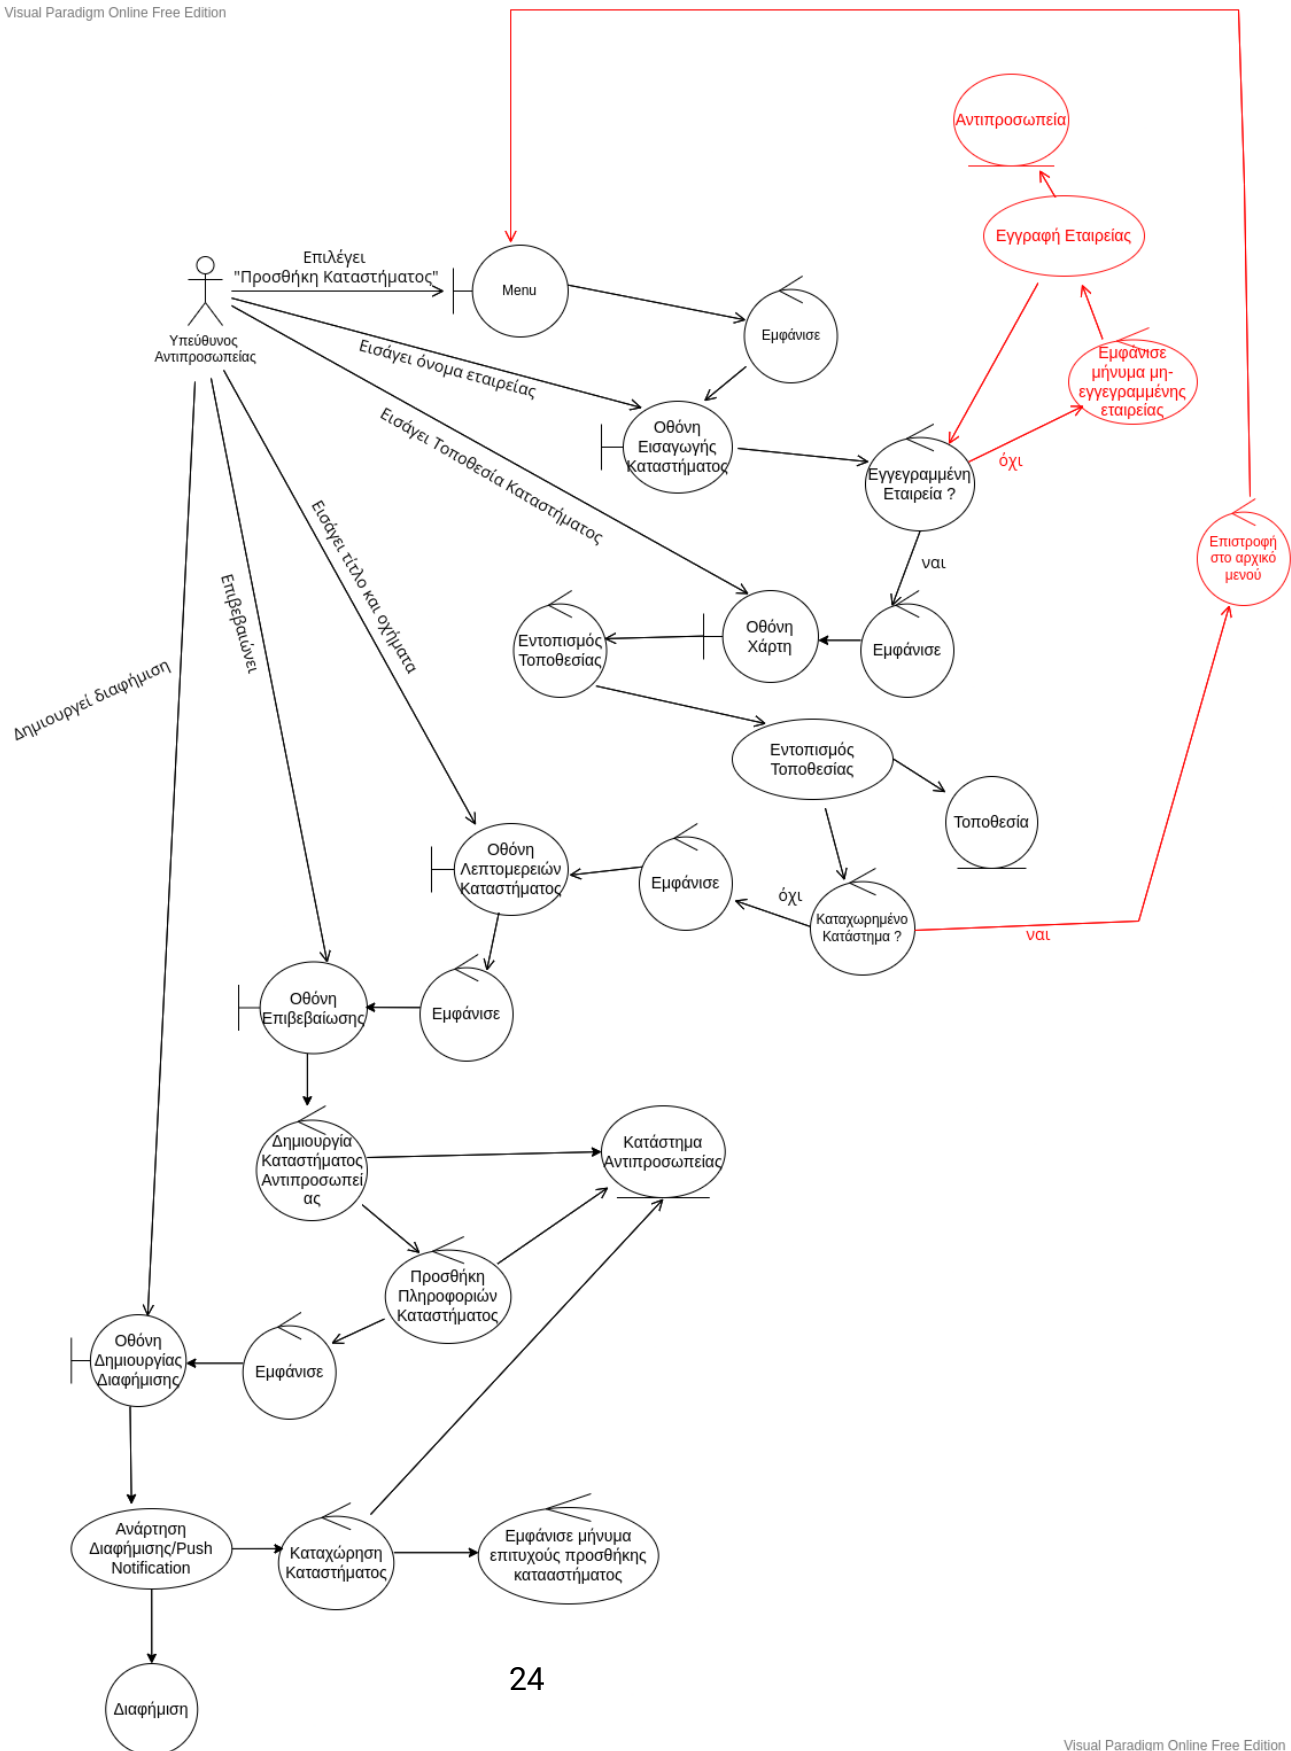 Visual Paradigm Online Free Edition
Αντιπροσωπεία
Εγγραφή Εταιρείας
Επιλέγει
"Προσθήκη Καταστήματος"
Menu
Υπεύθυνος
Αντιπροσωπείας
Εμφάνισε
Εισάγει όνομα εταιρείας
Εμφάνισε
μήνυμα μη-
εγγεγραμμένης
εταιρείας
Εισάγει Τοποθεσία Καταστήματος
Οθόνη
Εισαγωγής
Καταστήματος
Εγγεγραμμένη
Εταιρεία ?
όχι
Επιστροφή
στο αρχικό
μενού
Εισάγει τίτλο και οχήματα
ναι
Επιβεβαιώνει
Εντοπισμός
Τοποθεσίας
Οθόνη
Χάρτη
Εμφάνισε
Δημιουργεί διαφήμιση
Εντοπισμός
Τοποθεσίας
Τοποθεσία
Οθόνη
Λεπτομερειών
Καταστήματος
Εμφάνισε
όχι
Καταχωρημένο
Κατάστημα ?
ναι
Οθόνη
Επιβεβαίωσης
Εμφάνισε
Δημιουργία
Καταστήματος
Αντιπροσωπεί
ας
Κατάστημα
Αντιπροσωπείας
Προσθήκη
Πληροφοριών
Καταστήματος
Οθόνη
Δημιουργίας
Διαφήμισης
Εμφάνισε
Ανάρτηση
Διαφήμισης/Push
Notification
Καταχώρηση
Καταστήματος
Εμφάνισε μήνυμα
επιτυχούς προσθήκης
καταστήματος
24
Διαφήμιση
Visual Paradigm Online Free Edition